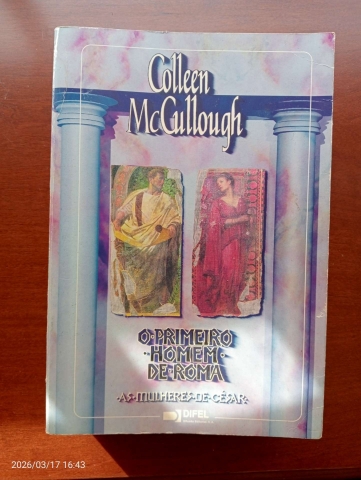 Colleen
McCullough
O PRIMEIRO
HOMEM
DE ROMA
AS MULHERES DE CÉSAR
DIFEL
2026/03/17 16:43